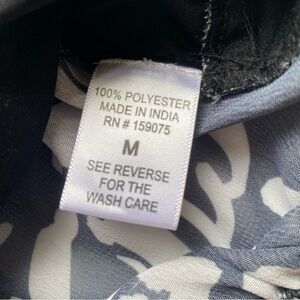 100% POLYESTER
MADE IN INDIA
RN # 159075
M
SEE REVERSE
FOR THE
WASH CARE